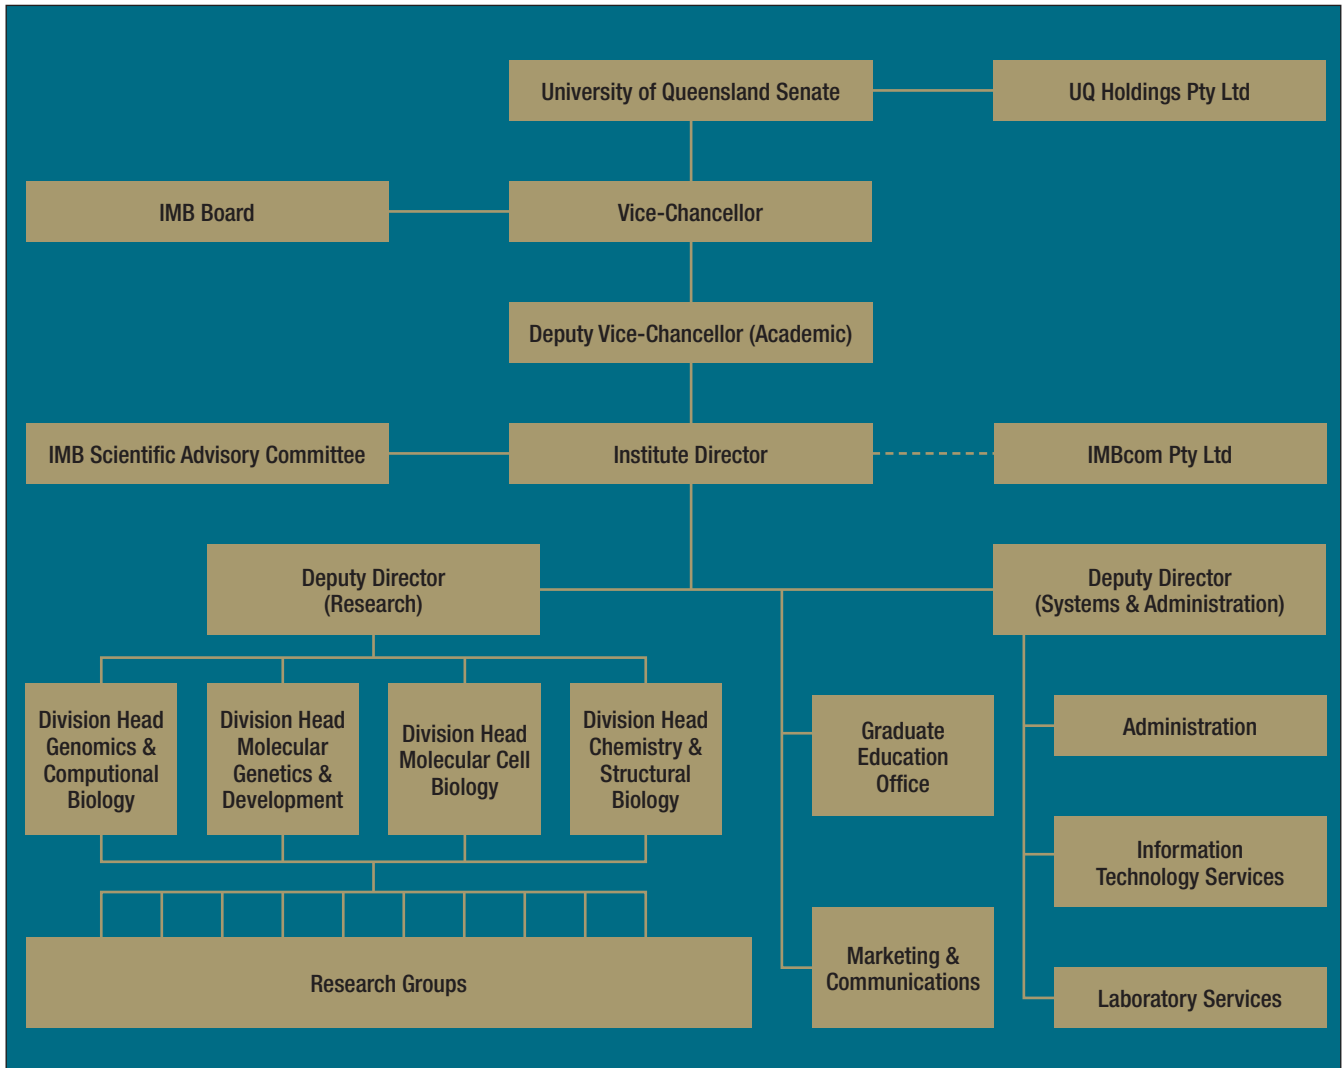 University of Queensland Senate
UQ Holdings Pty Ltd
IMB Board
Vice-Chancellor
Deputy Vice-Chancellor (Academic)
IMB Scientific Advisory Committee
Institute Director
IMBcom Pty Ltd
Deputy Director
(Research)
Deputy Director
(Systems & Administration)
Division Head
Genomics &
Computional
Biology
Division Head
Molecular
Genetics &
Development
Division Head
Molecular Cell
Biology
Division Head
Chemistry &
Structural
Biology
Graduate
Education
Office
Administration
Information
Technology Services
Marketing &
Communications
Research Groups
Laboratory Services